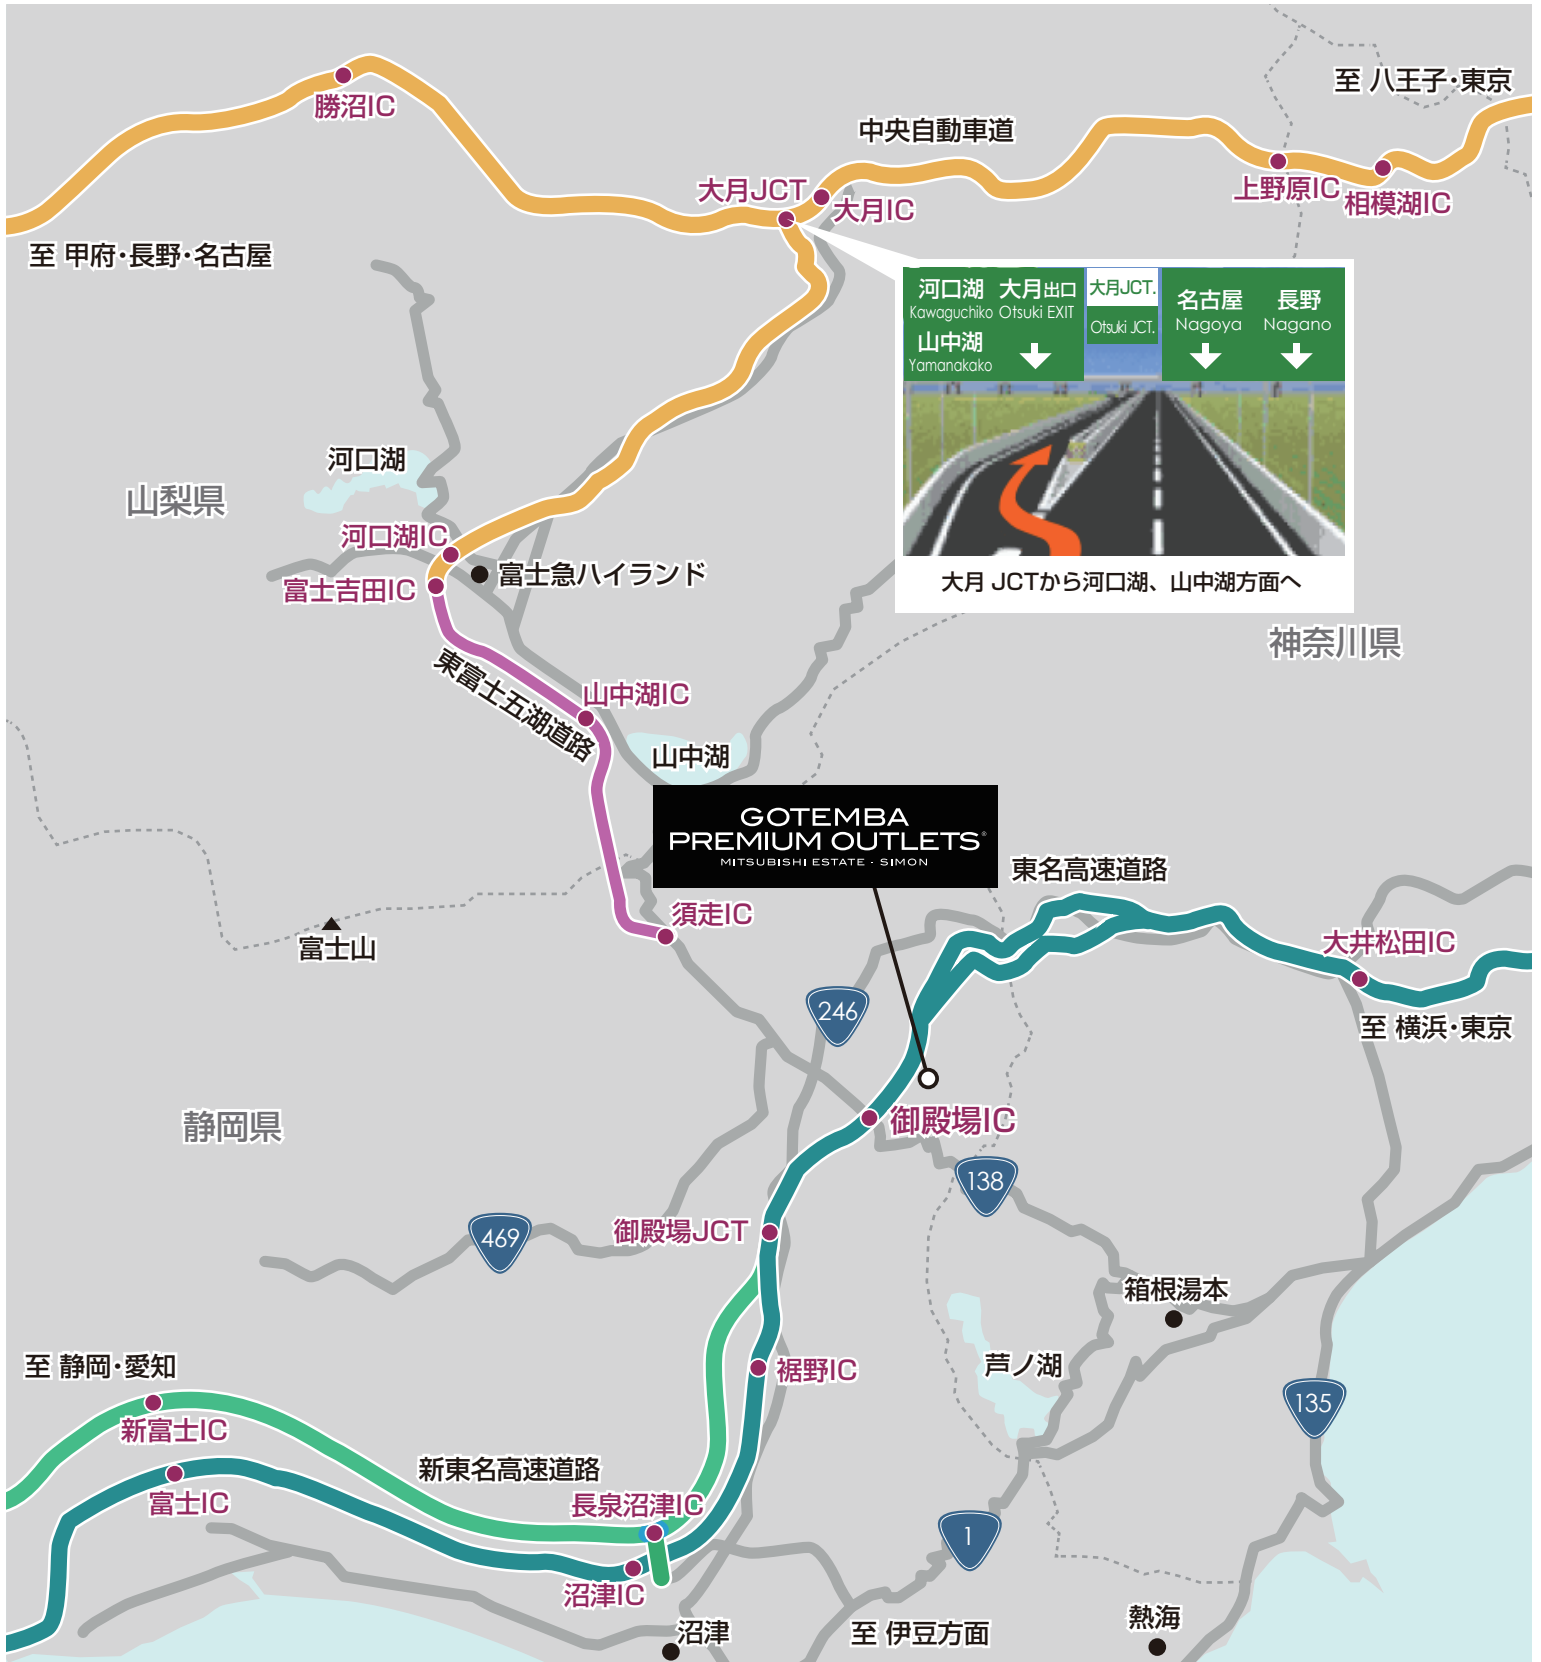 至 八王子・東京
勝沼IC
中央自動車道
大月JCT
大月IC
上野原IC
相模湖IC
至 甲府・長野・名古屋
河口湖
Kawaguchiko
山中湖
Yamanakako
大月出口
Otsuki EXIT
大月JCT.
Otsuki JCT.
名古屋
Nagoya
長野
Nagano
大月 JCTから河口湖、山中湖方面へ
河口湖
山梨県
河口湖IC
富士急ハイランド
富士吉田IC
神奈川県
東富士五湖道路
山中湖IC
山中湖
GOTEMBA
PREMIUM OUTLETS®
MITSUBISHI ESTATE · SIMON
東名高速道路
須走IC
富士山
大井松田IC
246
至 横浜・東京
静岡県
御殿場IC
138
御殿場JCT
469
箱根湯本
至 静岡・愛知
芦ノ湖
裾野IC
135
新富士IC
新東名高速道路
富士IC
長泉沼津IC
1
沼津IC
沼津
至 伊豆方面
熱海